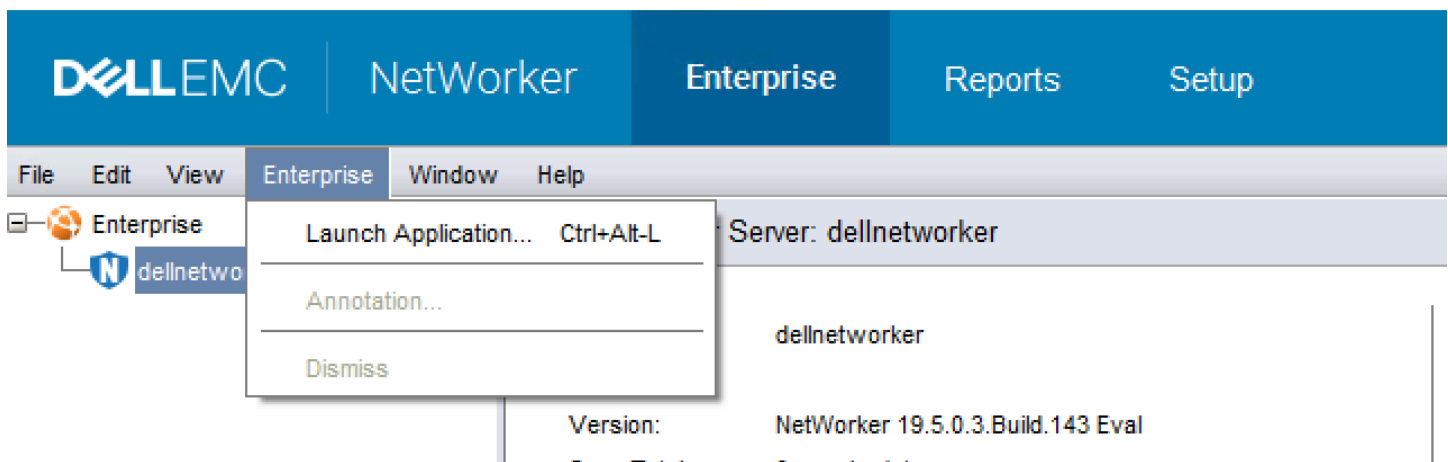 DELLEMC NetWorker Enterprise Reports Setup
File Edit View Enterprise Window Help
Enterprise
Launch Application... Ctrl+Alt-L
Server: dellnetworker
dellnetwo
Annotation...
dellnetworker
Dismiss
Version: NetWorker 19.5.0.3.Build.143 Eval